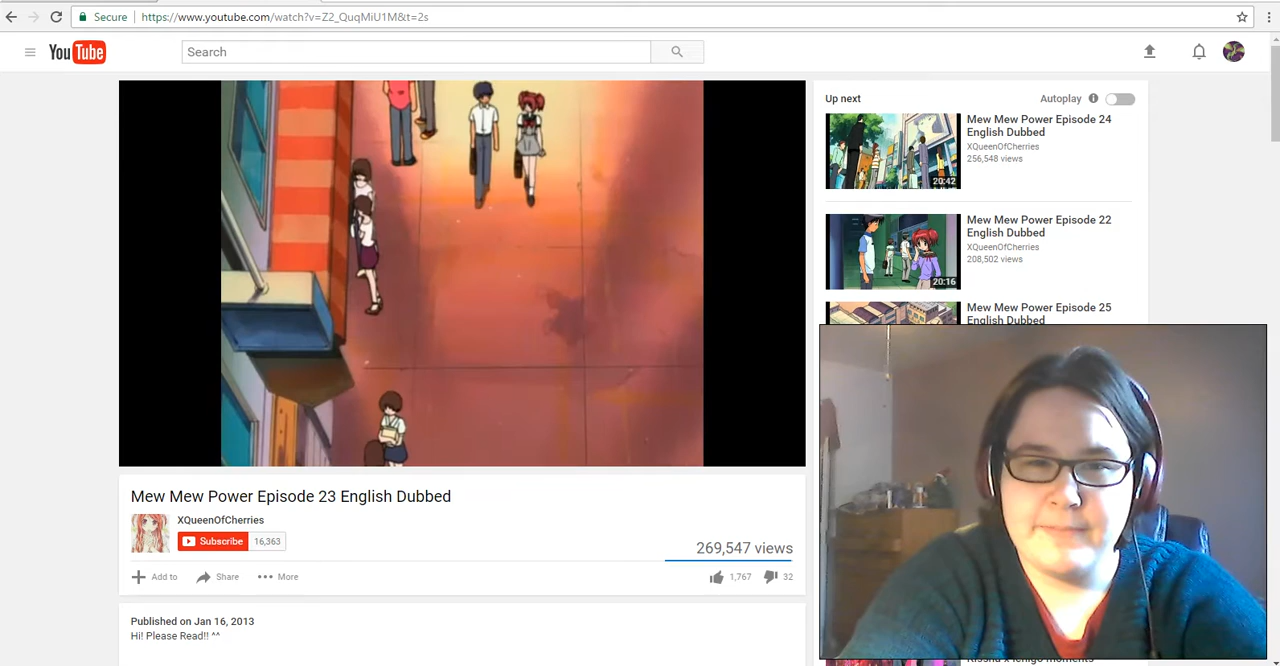 Secure
https://www.youtube.com/watch?v=Z2_QuqMiU1M&t=2s
YouTube
Search
Up next
Autoplay
Mew Mew Power Episode 24
English Dubbed
XQueenOfCherries
256,548 views
20:42
Mew Mew Power Episode 22
English Dubbed
XQueenOfCherries
208,502 views
20:16
Mew Mew Power Episode 25
English Dubbed
Mew Mew Power Episode 23 English Dubbed
XQueenOfCherries
Subscribe 16,363
269,547 views
Add to Share More
1,767 32
Published on Jan 16, 2013
Hi! Please Read!! ^^